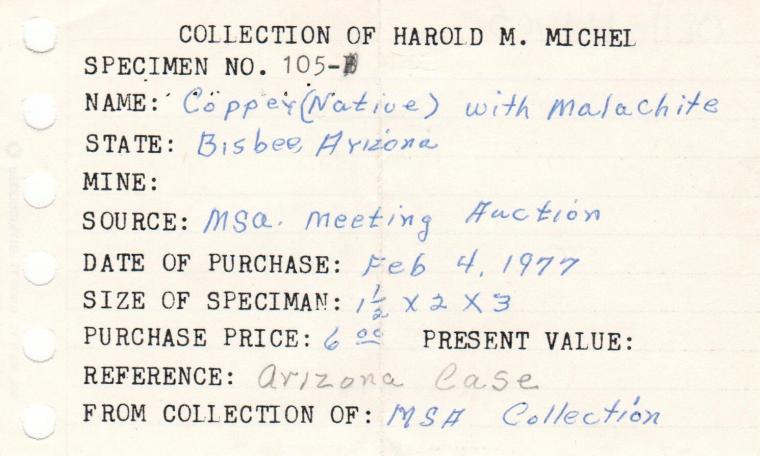 COLLECTION OF HAROLD M. MICHEL
SPECIMEN NO. 105-B
NAME: Copper (Native) with Malachite
STATE: Bisbee, Arizona
MINE:
SOURCE: MSA. Meeting Auction
DATE OF PURCHASE: Feb 4, 1977
SIZE OF SPECIMAN: 1 1/2 X 2 X 3
PURCHASE PRICE: 6 00 PRESENT VALUE:
REFERENCE: Arizona Case
FROM COLLECTION OF: MSA Collection